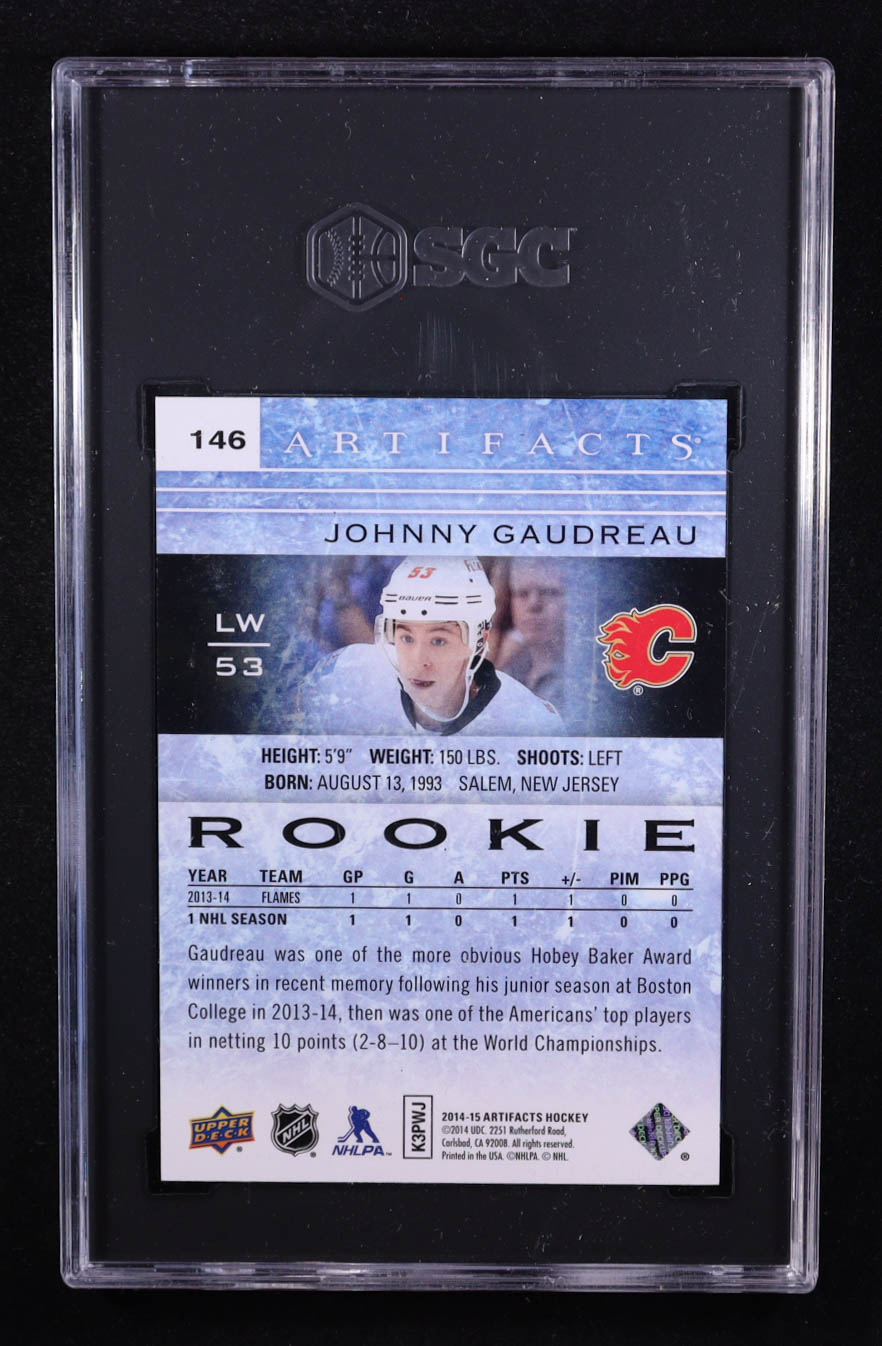 SGC
146
ARTIFACTS®
JOHNNY GAUDREAU
53
BAUER
LW
53
C
®
HEIGHT: 5'9" WEIGHT: 150 LBS. SHOOTS: LEFT
BORN: AUGUST 13, 1993 SALEM, NEW JERSEY
ROOKIE
YEAR TEAM GP G A PTS +/- PIM PPG
2013-14 FLAMES 1 1 0 1 1 0 0
1 NHL SEASON 1 1 0 1 1 0 0
Gaudreau was one of the more obvious Hobey Baker Award
winners in recent memory following his junior season at Boston
College in 2013-14, then was one of the Americans' top players
in netting 10 points (2-8–10) at the World Championships.
UPPER
DECK
®
NHL
®
NHLPA™
K3PWJ
2014-15 ARTIFACTS HOCKEY
©2014 UDC. 2251 Rutherford Road,
Carlsbad, CA 92008. All rights reserved.
Printed in the USA. ©NHLPA. © NHL.
®